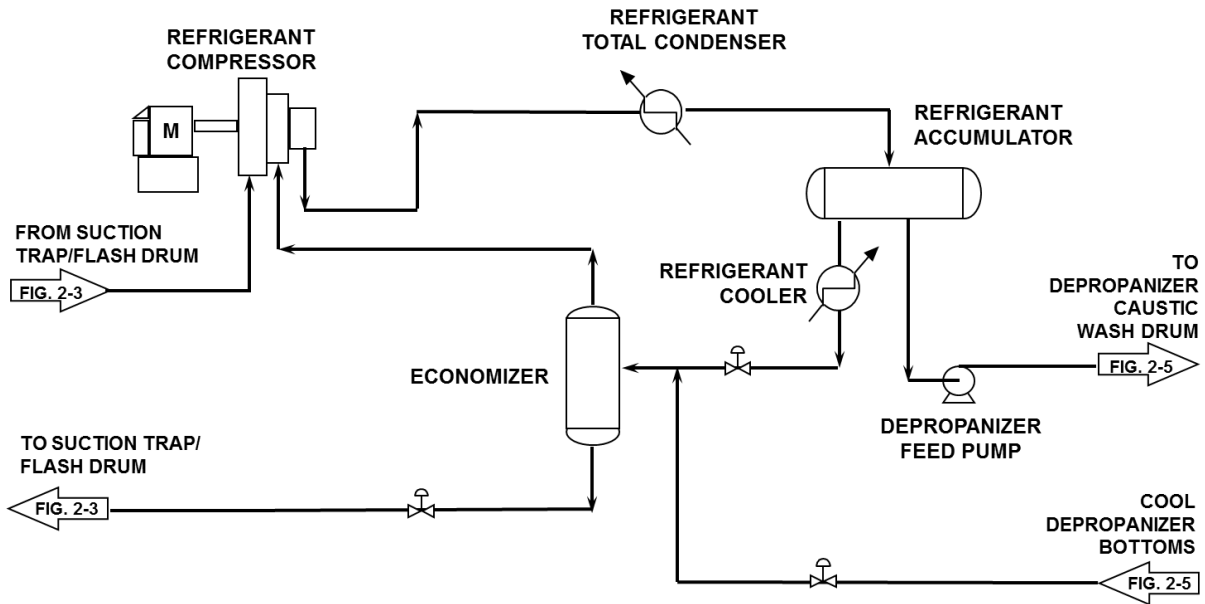 REFRIGERANT
TOTAL CONDENSER
REFRIGERANT
COMPRESSOR
M
REFRIGERANT
ACCUMULATOR
FROM SUCTION
TRAP/FLASH DRUM
FIG. 2-3
REFRIGERANT
COOLER
TO
DEPROPANIZER
CAUSTIC
WASH DRUM
FIG. 2-5
ECONOMIZER
DEPROPANIZER
FEED PUMP
TO SUCTION TRAP/
FLASH DRUM
FIG. 2-3
COOL
DEPROPANIZER
BOTTOMS
FIG. 2-5